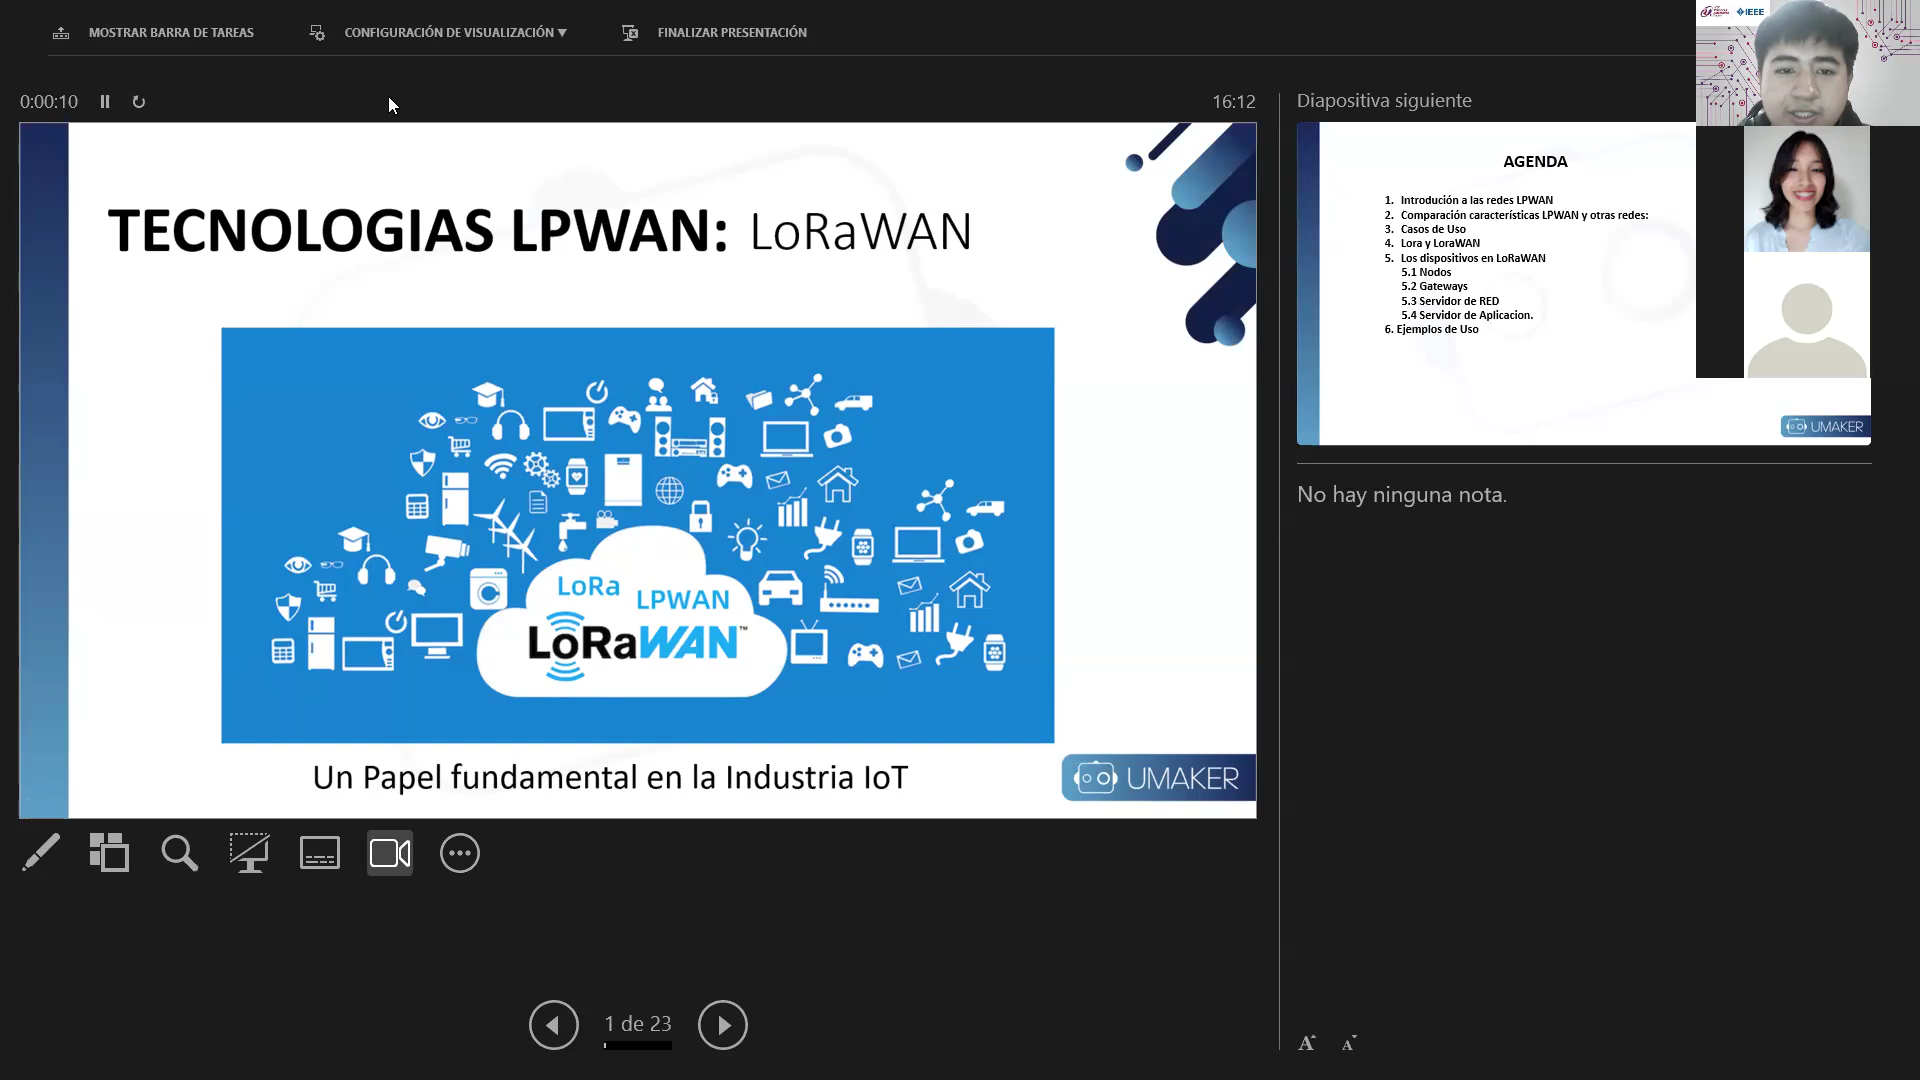 MOSTRAR BARRA DE TAREAS
CONFIGURACIÓN DE VISUALIZACIÓN ▼
FINALIZAR PRESENTACIÓN
IEEE
0:00:10
16:12
Diapositiva siguiente
TECNOLOGIAS LPWAN: LoRaWAN
LoRa
LPWAN
LoRaWAN™
Un Papel fundamental en la Industria IoT
UMAKER
AGENDA
1. Introdución a las redes LPWAN
2. Comparación características LPWAN y otras redes:
3. Casos de Uso
4. Lora y LoraWAN
5. Los dispositivos en LoRaWAN
5.1 Nodos
5.2 Gateways
5.3 Servidor de RED
5.4 Servidor de Aplicacion.
6. Ejemplos de Uso
UMAKER
No hay ninguna nota.
1 de 23
A A